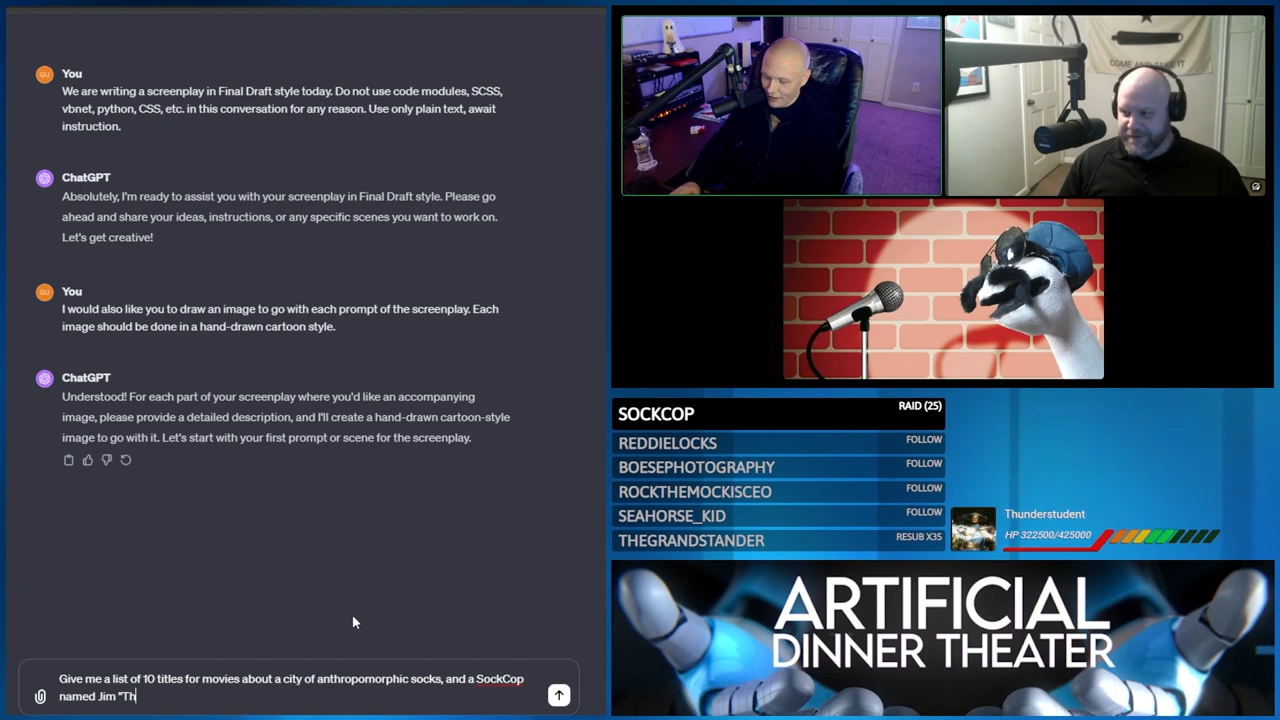 GU
You
We are writing a screenplay in Final Draft style today. Do not use code modules, SCSS,
vbnet, python, CSS, etc. in this conversation for any reason. Use only plain text, await
instruction.
ChatGPT
Absolutely, I'm ready to assist you with your screenplay in Final Draft style. Please go
ahead and share your ideas, instructions, or any specific scenes you want to work on.
Let's get creative!
GU
You
I would also like you to draw an image to go with each prompt of the screenplay. Each
image should be done in a hand-drawn cartoon style.
ChatGPT
Understood! For each part of your screenplay where you'd like an accompanying
image, please provide a detailed description, and I'll create a hand-drawn cartoon-style
image to go with it. Let's start with your first prompt or scene for the screenplay.
Give me a list of 10 titles for movies about a city of anthropomorphic socks, and a SockCop
named Jim "Th
COME AND TAKE IT
SOCKCOP RAID (25)
REDDIELOCKS FOLLOW
BOESEPHOTOGRAPHY FOLLOW
ROCKTHEMOCKISCEO FOLLOW
SEAHORSE_KID FOLLOW
THEGRANDSTANDER RESUB X35
Thunderstudent
HP 322500/425000
ARTIFICIAL
DINNER THEATER